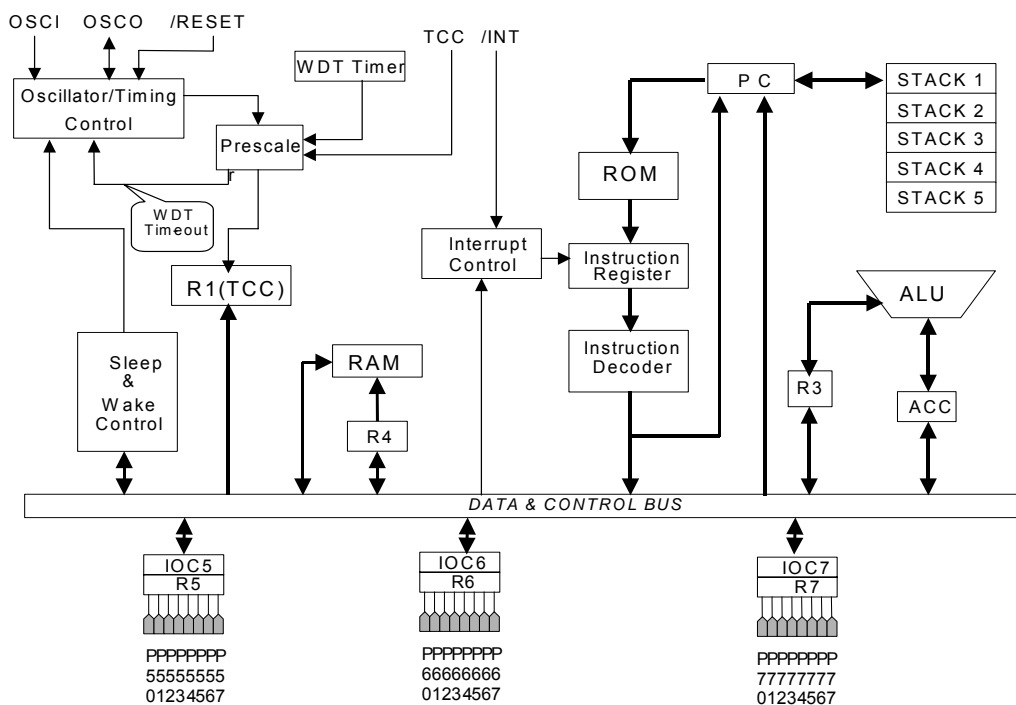 OSCI OSCO /RESET
TCC /INT
WDT Timer
Oscillator/Timing
Control
Prescale
WDT
Timeout
R1(TCC)
Sleep
&
Wake
Control
RAM
R4
Interrupt
Control
PC
ROM
Instruction
Register
Instruction
Decoder
STACK 1
STACK 2
STACK 3
STACK 4
STACK 5
ALU
R3
ACC
DATA & CONTROL BUS
IOC5
R5
PPPPPPPP
55555555
01234567
IOC6
R6
PPPPPPPP
66666666
01234567
IOC7
R7
PPPPPPPP
77777777
01234567